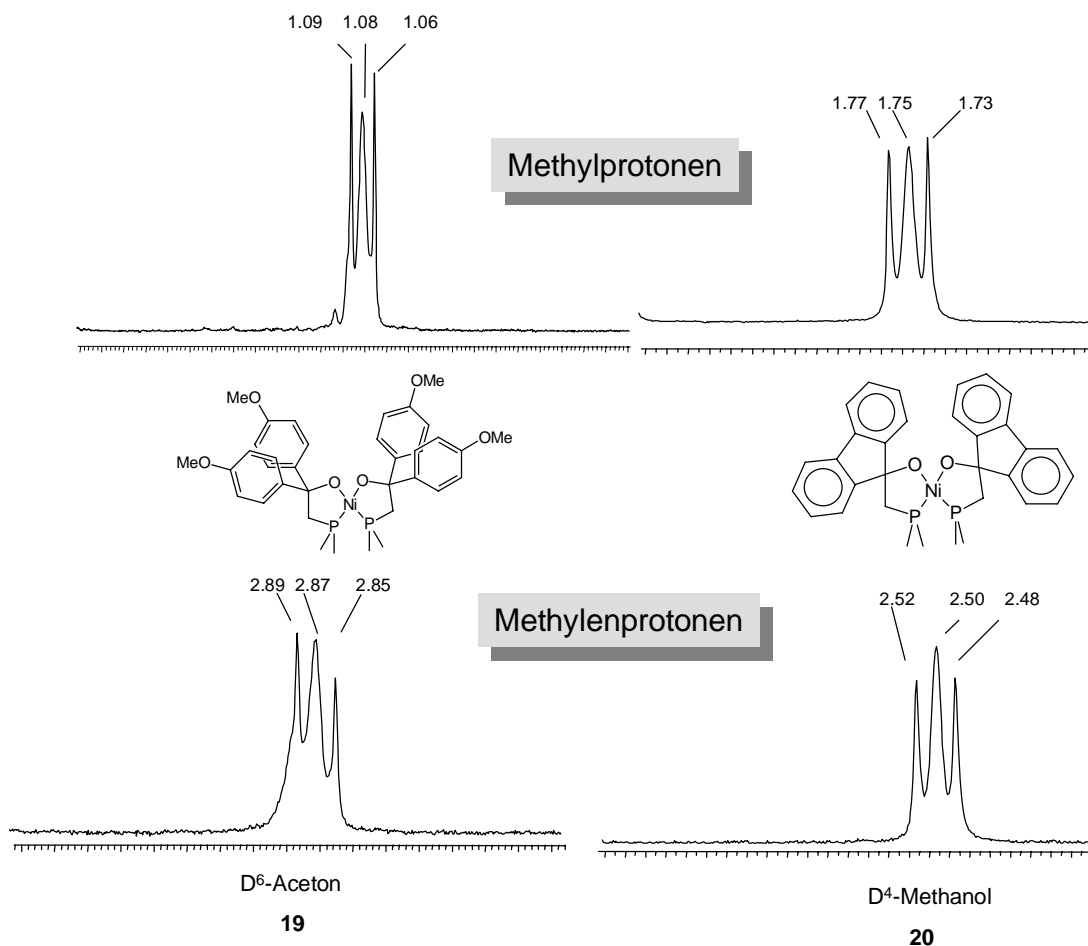 1.09 1.08 1.06
1.77 1.75 1.73
Methylprotonen
OMe
MeO
OMe
MeO
O O
Ni
P P
O O
Ni
P P
2.89 2.87 2.85
2.52 2.50 2.48
Methylenprotonen
D⁶-Aceton
19
D⁴-Methanol
20